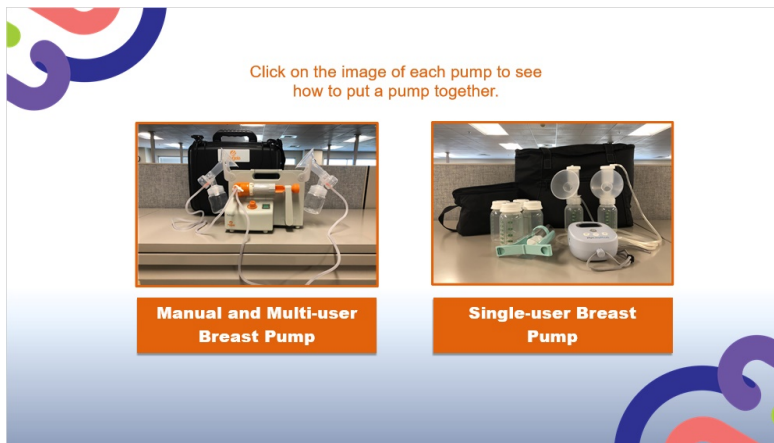 Click on the image of each pump to see
how to put a pump together.
Manual and Multi-user
Breast Pump
Single-user Breast
Pump